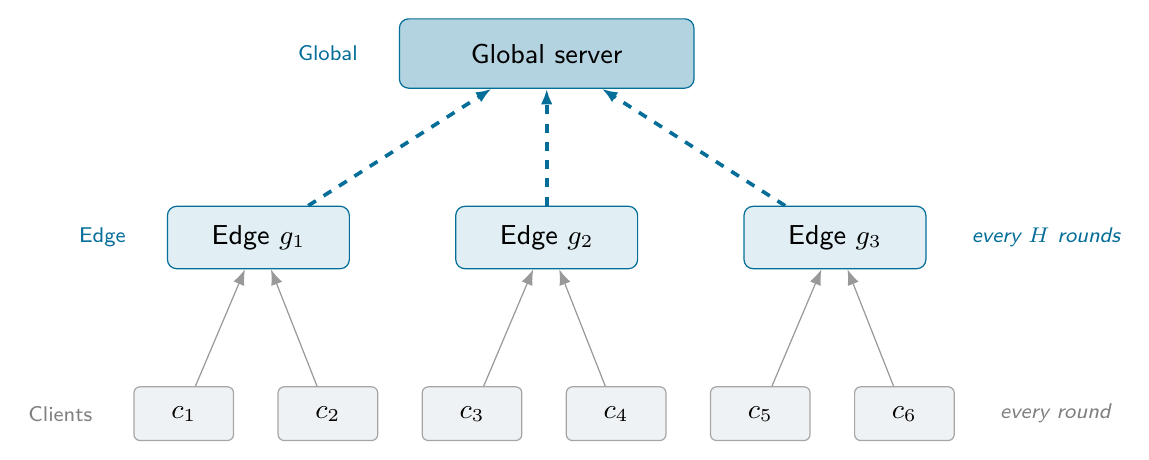 Global
Global server
Edge
Edge g₁
Edge g₂
Edge g₃
every H rounds
Clients
c₁
c₂
c₃
c₄
c₅
c₆
every round